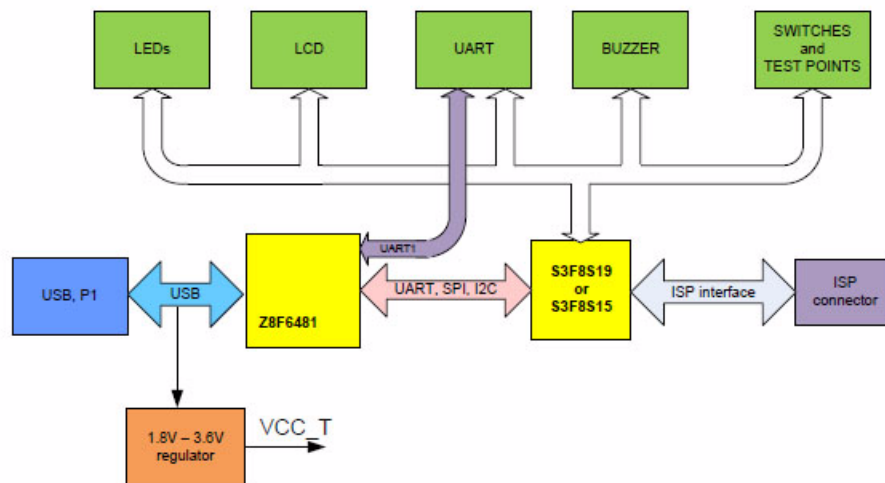 LEDs
LCD
UART
BUZZER
SWITCHES
and
TEST POINTS
UART1
USB, P1
USB
Z8F6481
UART, SPI, I2C
S3F8S19
or
S3F8S15
ISP interface
ISP
connector
1.8V – 3.6V
regulator
VCC_T